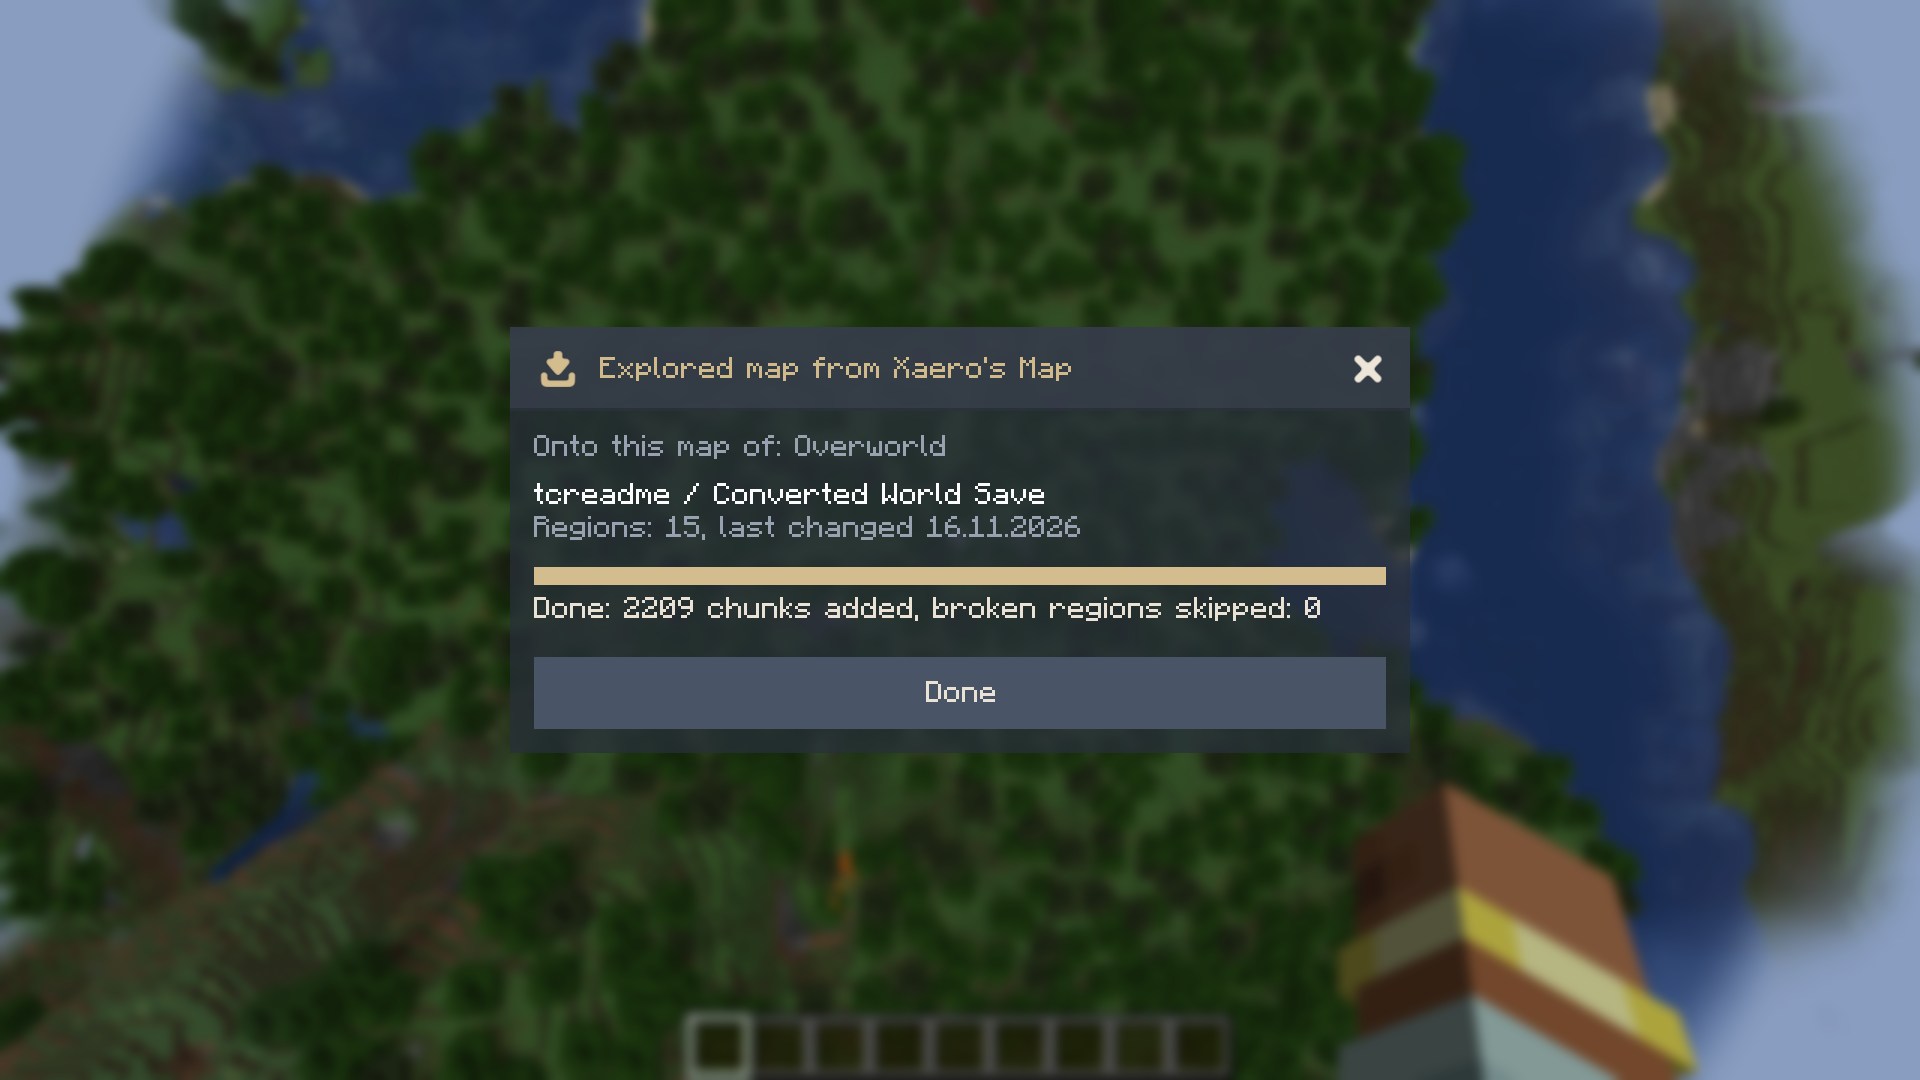 Explored map from Xaero's Map
Onto this map of: Overworld
tcreadme / Converted World Save
Regions: 15, last changed 16.11.2026
Done: 2209 chunks added, broken regions skipped: 0
Done